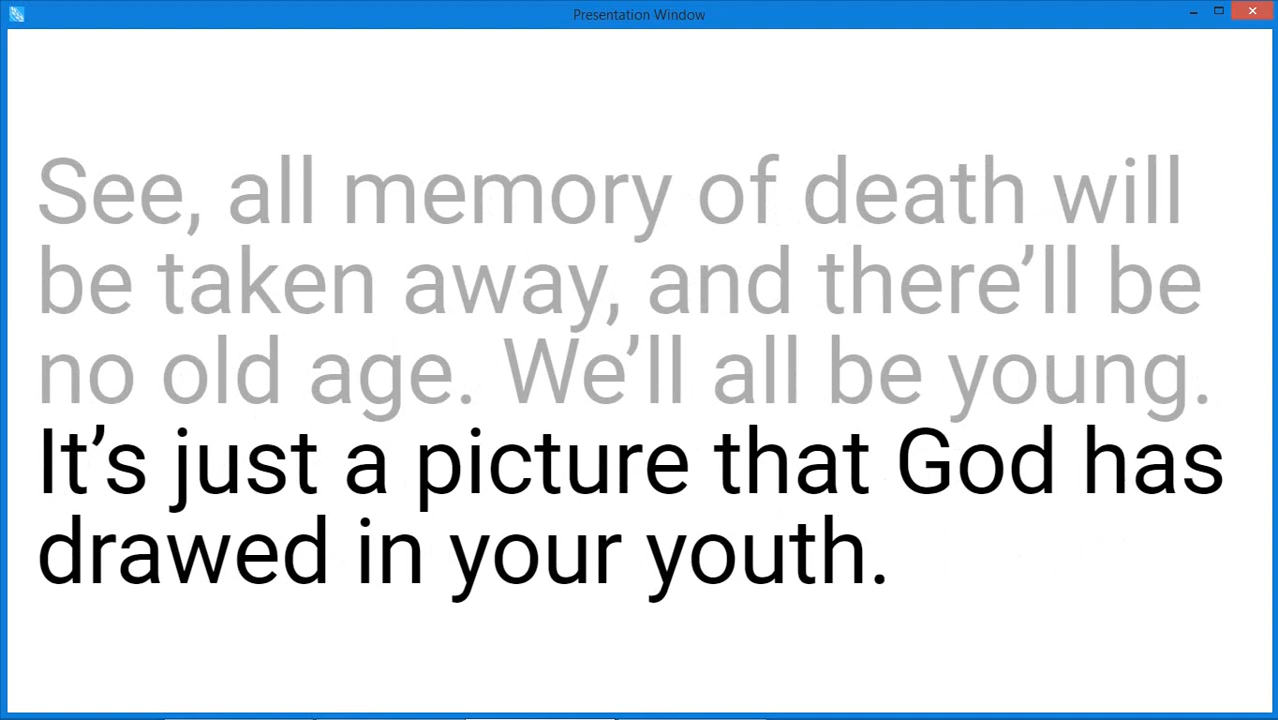 Presentation Window
See, all memory of death will
be taken away, and there’ll be
no old age. We’ll all be young.
It’s just a picture that God has
drawed in your youth.